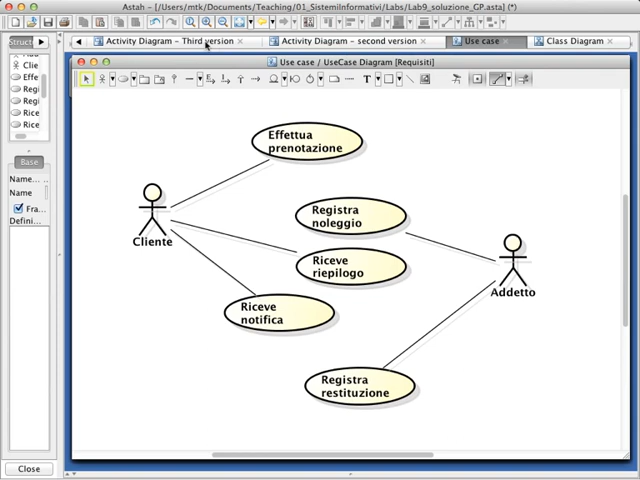 Astah - [/Users/mtk/Documents/Teaching/01_SistemiInformativi/Labs/Lab9_soluzione_GP.asta] (*)
Struct
Activity Diagram – Third version
Activity Diagram – second version
Use case
Class Diagram
Use case / UseCase Diagram [Requisiti]
Clie
Effe
Regi
Regi
Rice
Rice
Base
Name...
Name
Fra...
Defini...
Close
Effettua
prenotazione
Registra
noleggio
Cliente
Riceve
riepilogo
Addetto
Riceve
notifica
Registra
restituzione
T